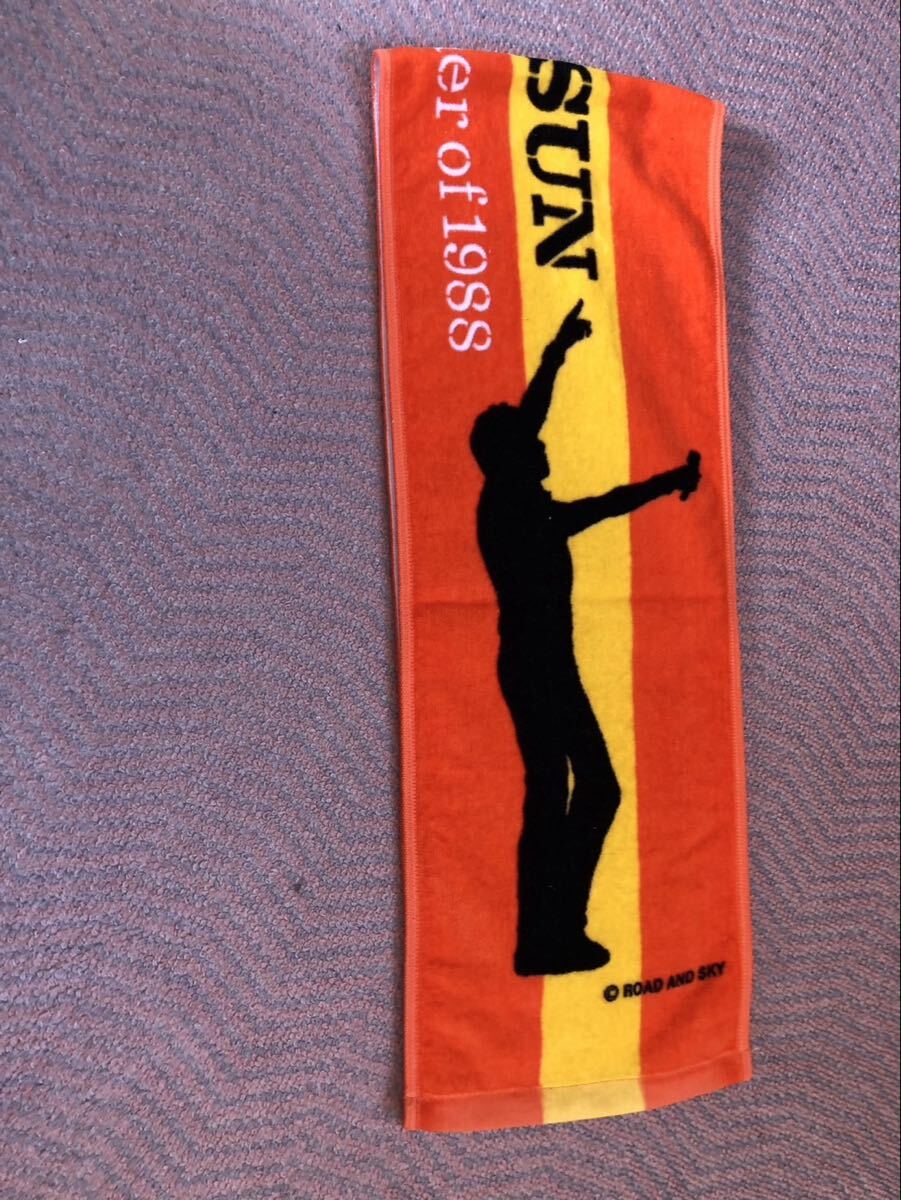 SUN
er of 1988
© ROAD AND SKY